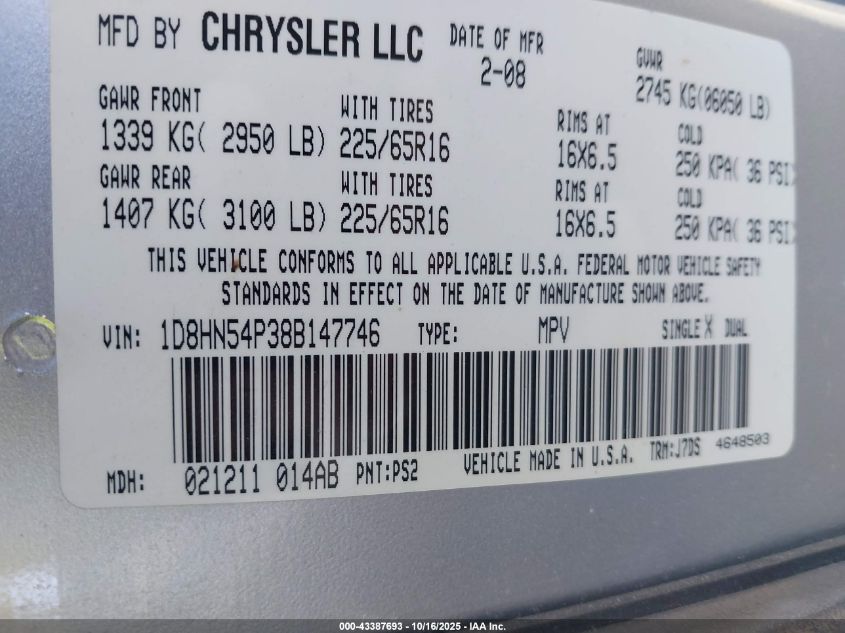 MFD BY CHRYSLER LLC DATE OF MFR GVWR
2-08 2745 KG(06050 LB)
GAWR FRONT WITH TIRES RIMS AT COLD
1339 KG( 2950 LB) 225/65R16 16X6.5 250 KPA( 36 PSI)
GAWR REAR WITH TIRES RIMS AT COLD
1407 KG( 3100 LB) 225/65R16 16X6.5 250 KPA( 36 PSI)
THIS VEHICLE CONFORMS TO ALL APPLICABLE U.S.A. FEDERAL MOTOR VEHICLE SAFETY
STANDARDS IN EFFECT ON THE DATE OF MANUFACTURE SHOWN ABOVE.
VIN: 1D8HN54P38B147746 TYPE: MPV SINGLE X DUAL
MDH: 021211 014AB PNT:PS2 VEHICLE MADE IN U.S.A. TRM:J7DS 4648503
000-43387693 - 10/16/2025 - IAA Inc.